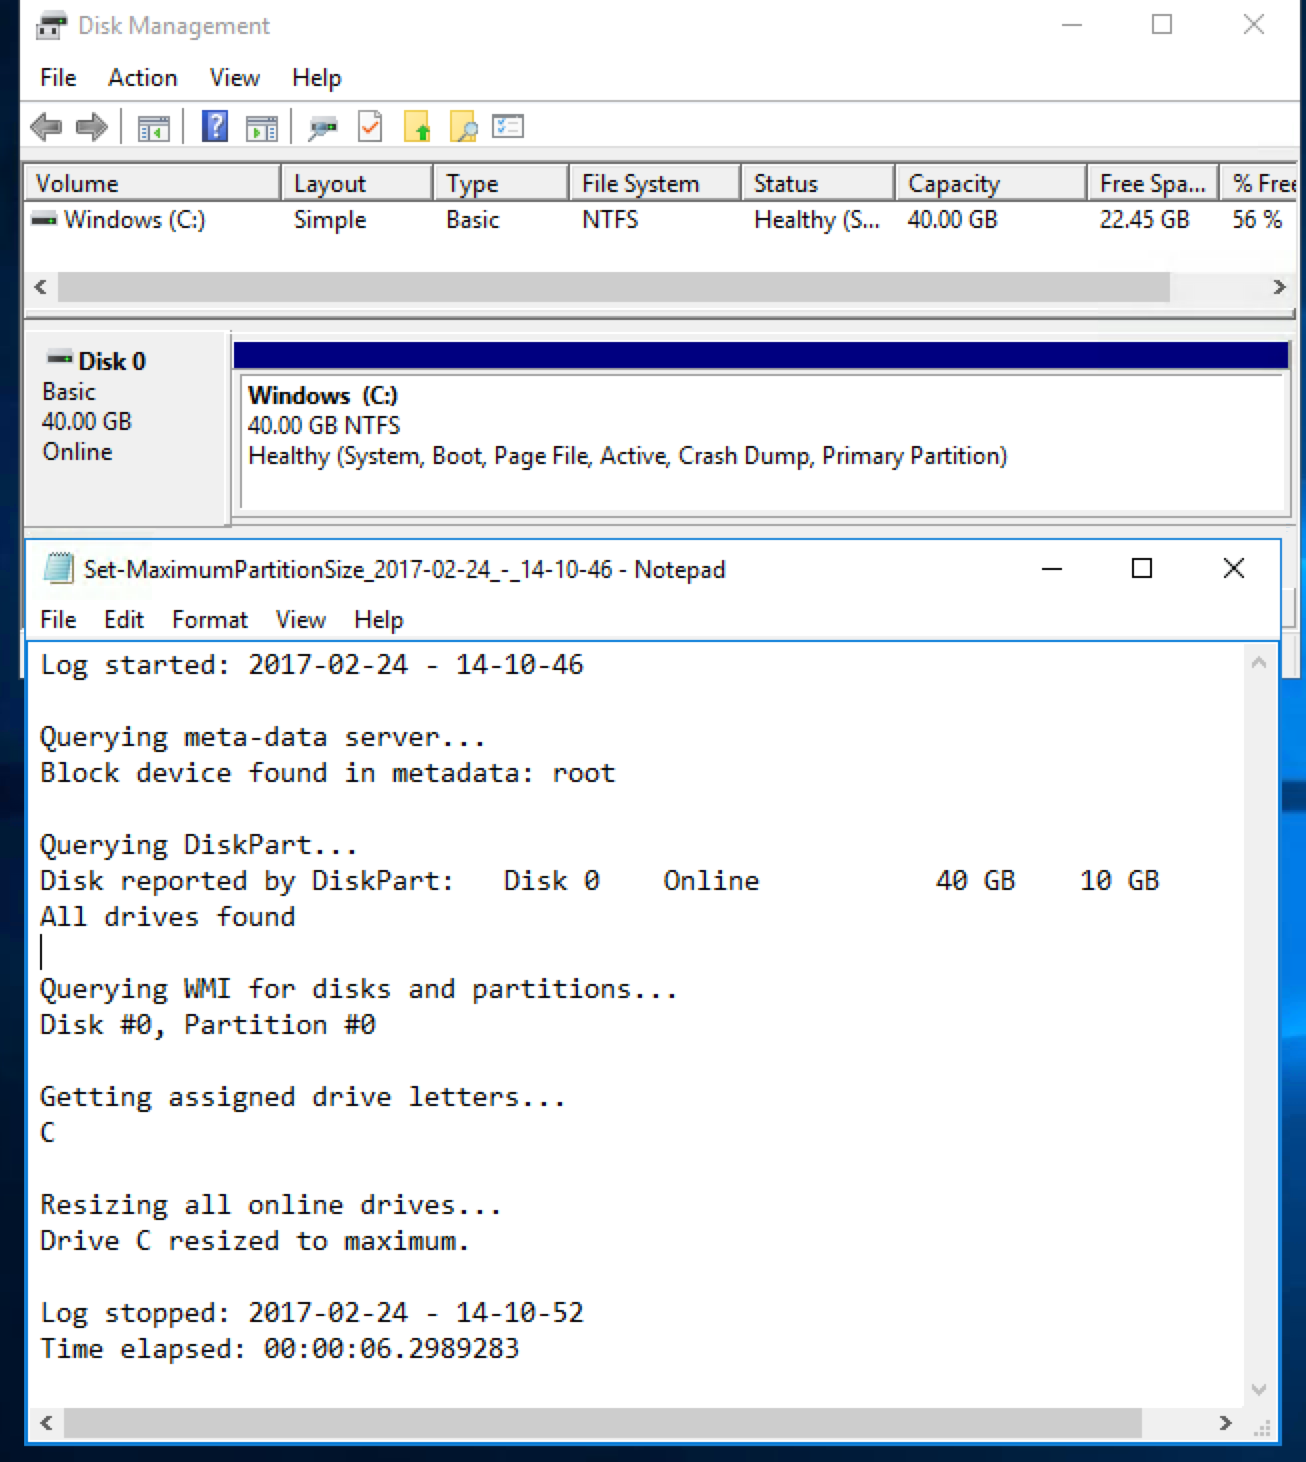 Disk Management
File Action View Help
Volume Layout Type File System Status Capacity Free Spa... % Free
Windows (C:) Simple Basic NTFS Healthy (S... 40.00 GB 22.45 GB 56 %
Disk 0
Basic
40.00 GB
Online
Windows (C:)
40.00 GB NTFS
Healthy (System, Boot, Page File, Active, Crash Dump, Primary Partition)
Set-MaximumPartitionSize_2017-02-24_-_14-10-46 - Notepad
File Edit Format View Help
Log started: 2017-02-24 - 14-10-46
Querying meta-data server...
Block device found in metadata: root
Querying DiskPart...
Disk reported by DiskPart: Disk 0 Online 40 GB 10 GB
All drives found
Querying WMI for disks and partitions...
Disk #0, Partition #0
Getting assigned drive letters...
C
Resizing all online drives...
Drive C resized to maximum.
Log stopped: 2017-02-24 - 14-10-52
Time elapsed: 00:00:06.2989283